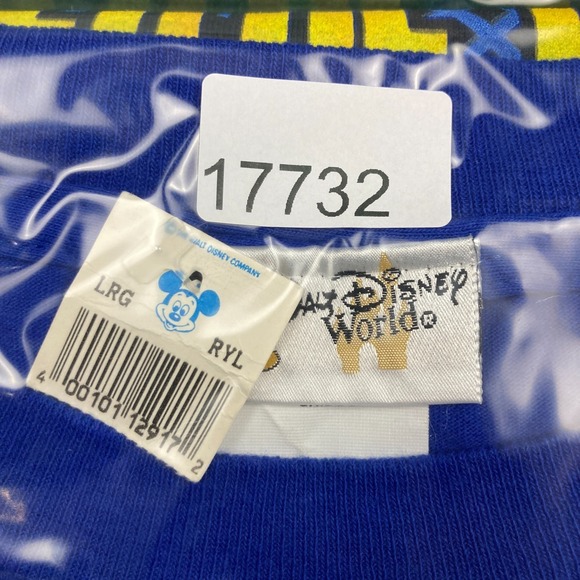 17732
WALT DISNEY COMPANY
LRG
RYL
4 00101 12917 2
WALT DISNEY
World®